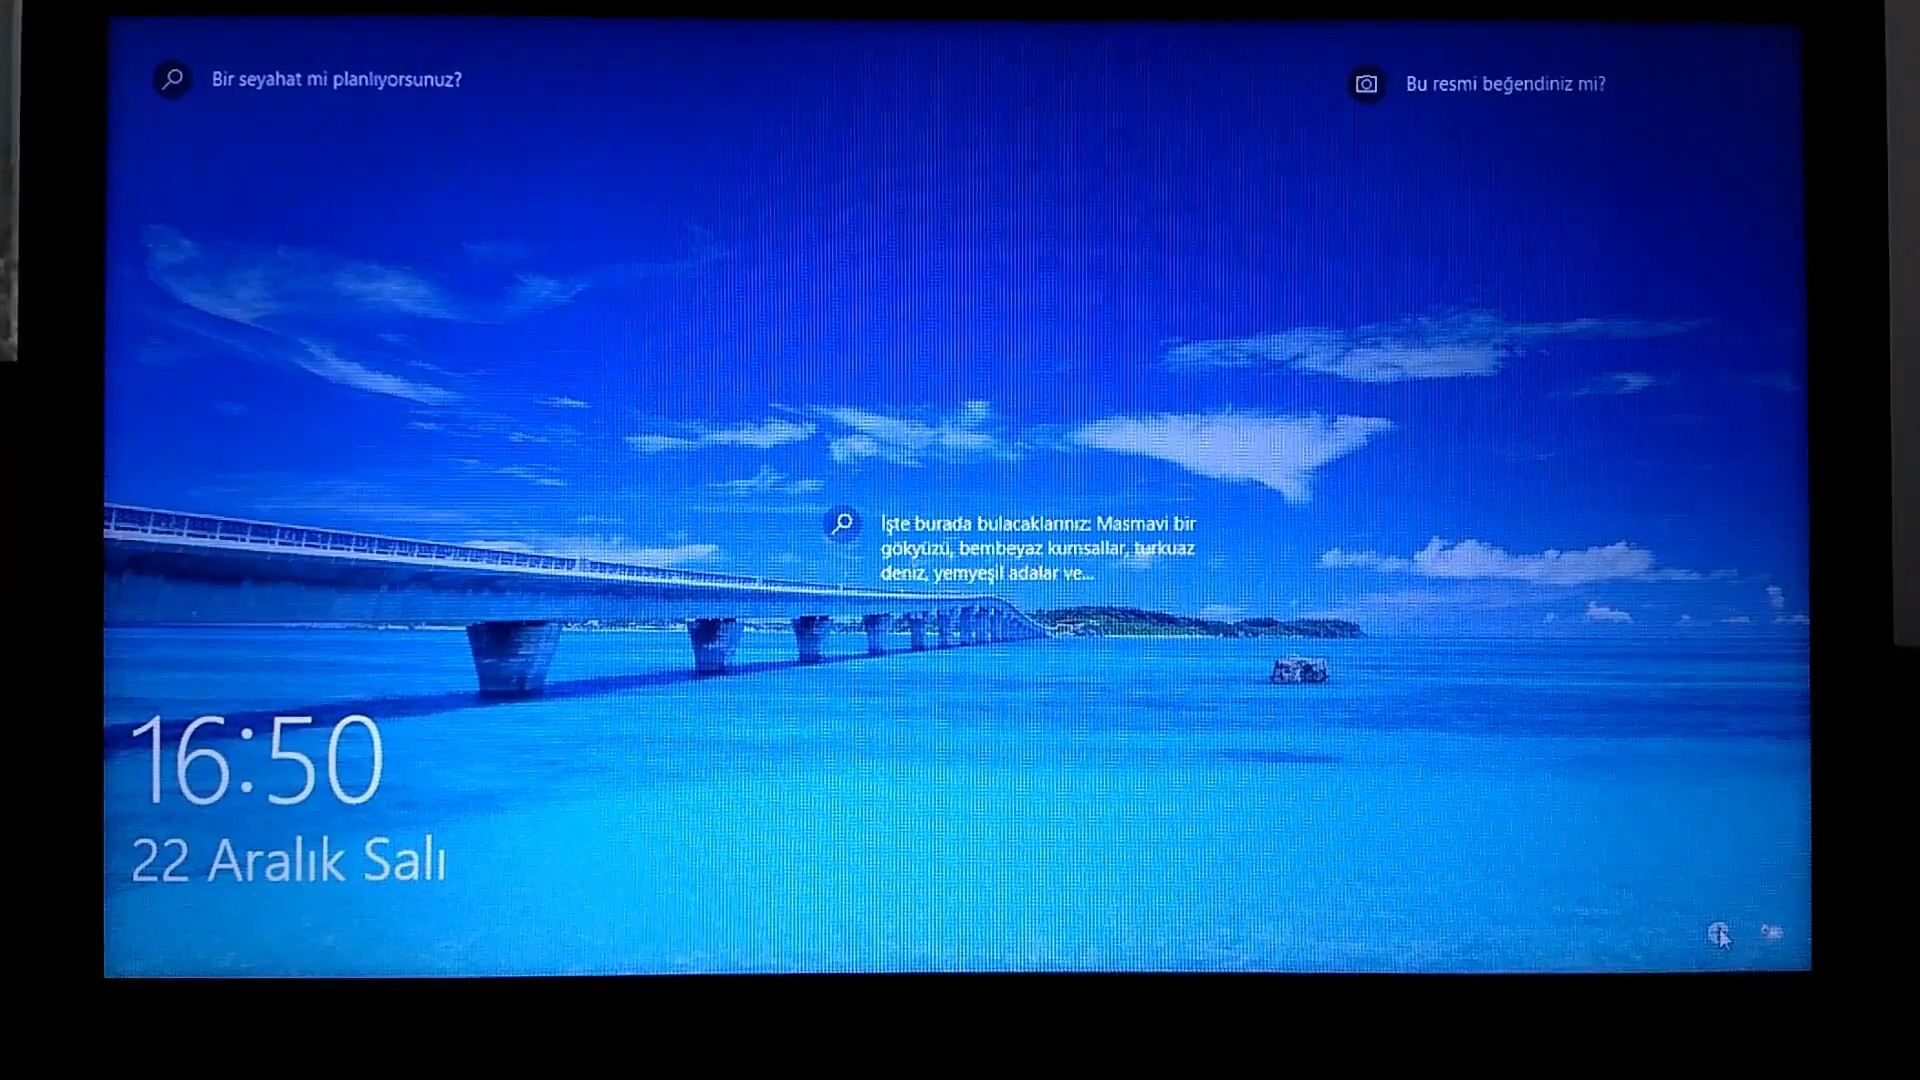 Bir seyahat mi planlıyorsunuz?
Bu resmi beğendiniz mi?
İşte burada bulacaklarınız: Masmavi bir
gökyüzü, bembeyaz kumsallar, turkuaz
deniz, yemyeşil adalar ve...
16:50
22 Aralık Salı